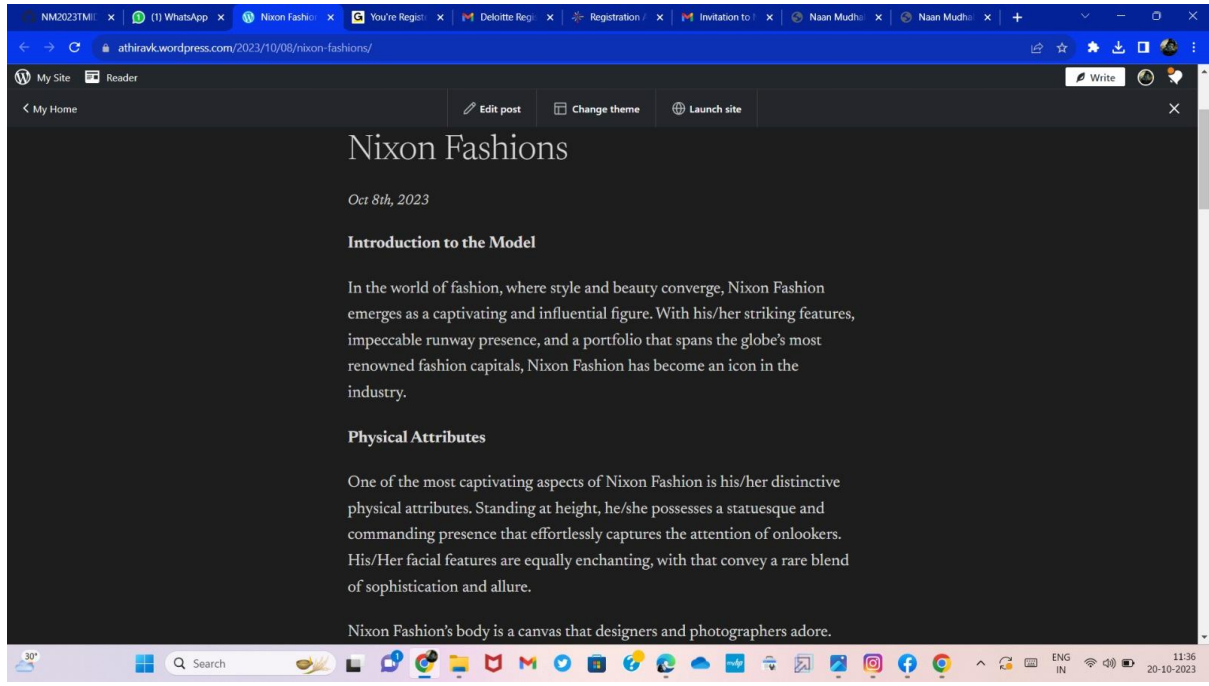 NM2023TMI
(1) WhatsApp
Nixon Fashion
You're Regist
Deloitte Reg
Registration /
Invitation to
Naan Mudha
Naan Mudha
athiravk.wordpress.com/2023/10/08/nixon-fashions/
My Site
Reader
Write
My Home
Edit post
Change theme
Launch site
Nixon Fashions
Oct 8th, 2023
Introduction to the Model
In the world of fashion, where style and beauty converge, Nixon Fashion
emerges as a captivating and influential figure. With his/her striking features,
impeccable runway presence, and a portfolio that spans the globe's most
renowned fashion capitals, Nixon Fashion has become an icon in the
industry.
Physical Attributes
One of the most captivating aspects of Nixon Fashion is his/her distinctive
physical attributes. Standing at height, he/she possesses a statuesque and
commanding presence that effortlessly captures the attention of onlookers.
His/Her facial features are equally enchanting, with that convey a rare blend
of sophistication and allure.
Nixon Fashion's body is a canvas that designers and photographers adore.
30°
Search
ENG
IN
11:36
20-10-2023